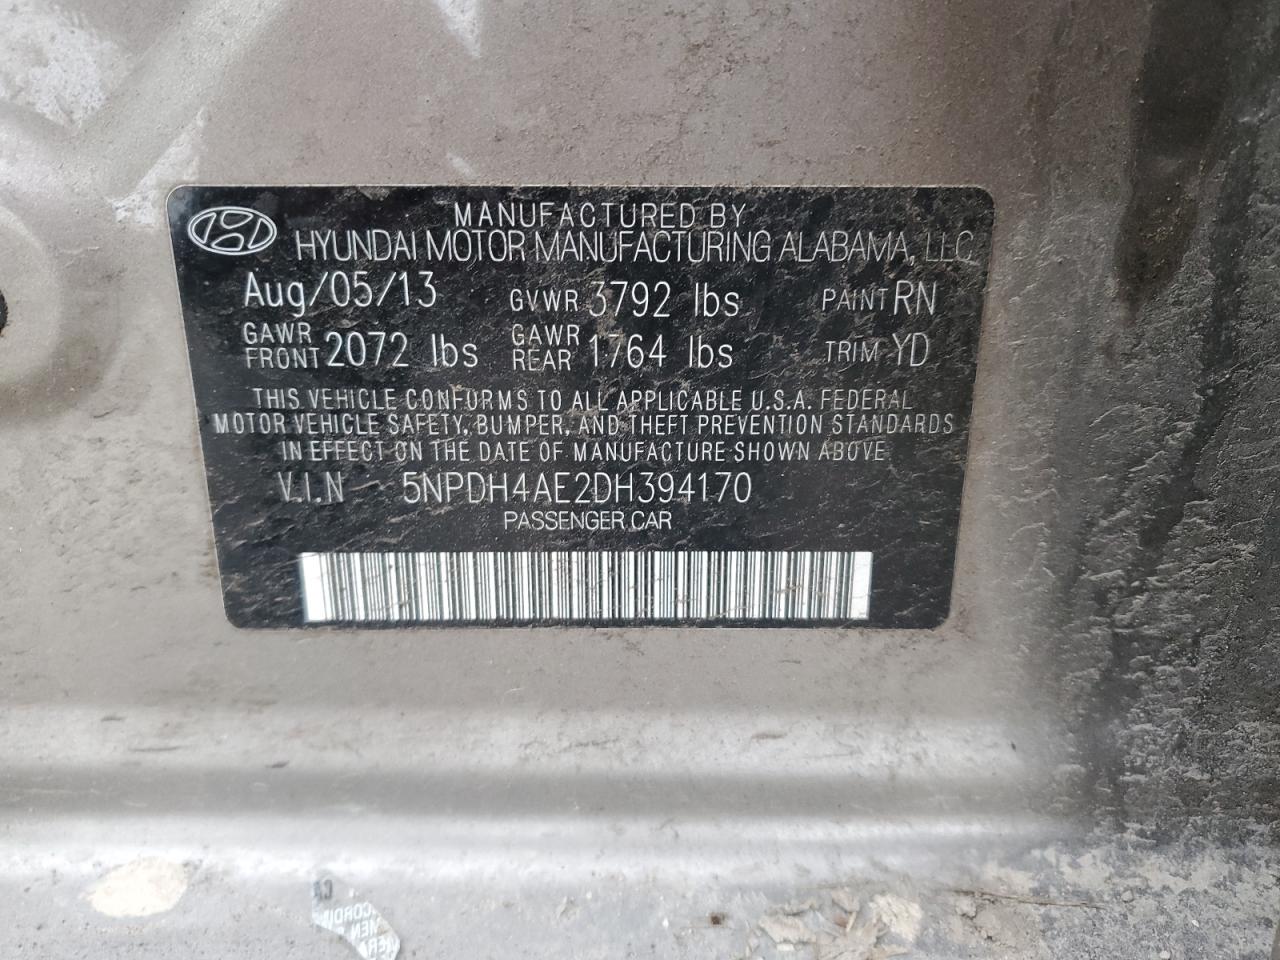 MANUFACTURED BY
HYUNDAI MOTOR MANUFACTURING ALABAMA, LLC
Aug/05/13 GVWR 3792 lbs PAINT RN
GAWR FRONT 2072 lbs GAWR REAR 1764 lbs TRIM YD
THIS VEHICLE CONFORMS TO ALL APPLICABLE U.S.A. FEDERAL
MOTOR VEHICLE SAFETY, BUMPER, AND THEFT PREVENTION STANDARDS
IN EFFECT ON THE DATE OF MANUFACTURE SHOWN ABOVE
V.I.N 5NPDH4AE2DH394170
PASSENGER CAR